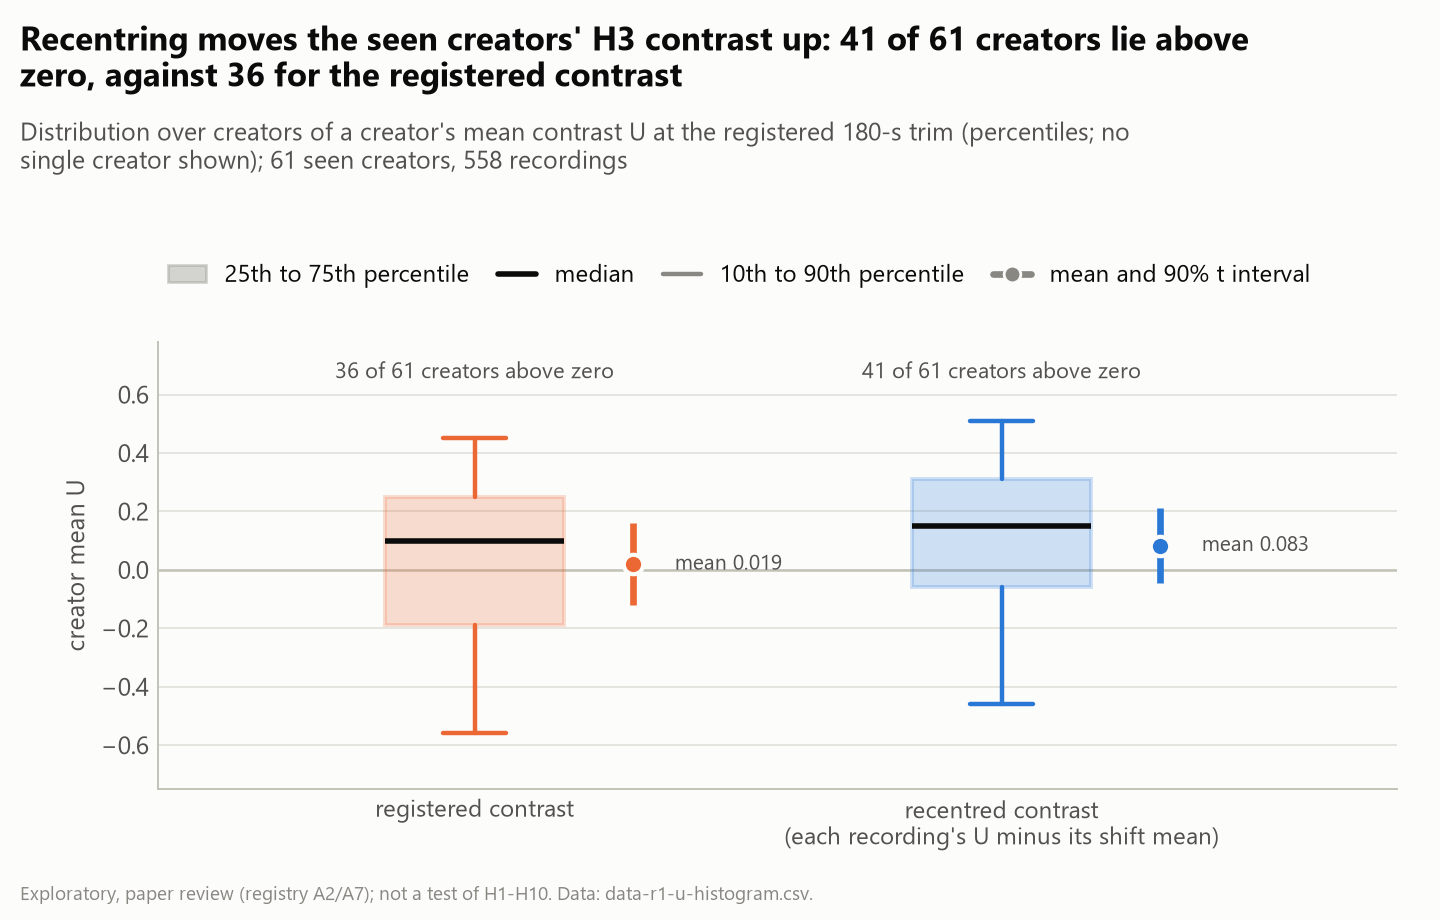 Recentring moves the seen creators' H3 contrast up: 41 of 61 creators lie above
zero, against 36 for the registered contrast
Distribution over creators of a creator's mean contrast U at the registered 180-s trim (percentiles; no
single creator shown); 61 seen creators, 558 recordings
25th to 75th percentile
median
10th to 90th percentile
mean and 90% t interval
36 of 61 creators above zero
41 of 61 creators above zero
creator mean U
0.6
0.4
0.2
0.0
−0.2
−0.4
−0.6
mean 0.019
mean 0.083
registered contrast
recentred contrast
(each recording's U minus its shift mean)
Exploratory, paper review (registry A2/A7); not a test of H1-H10. Data: data-r1-u-histogram.csv.